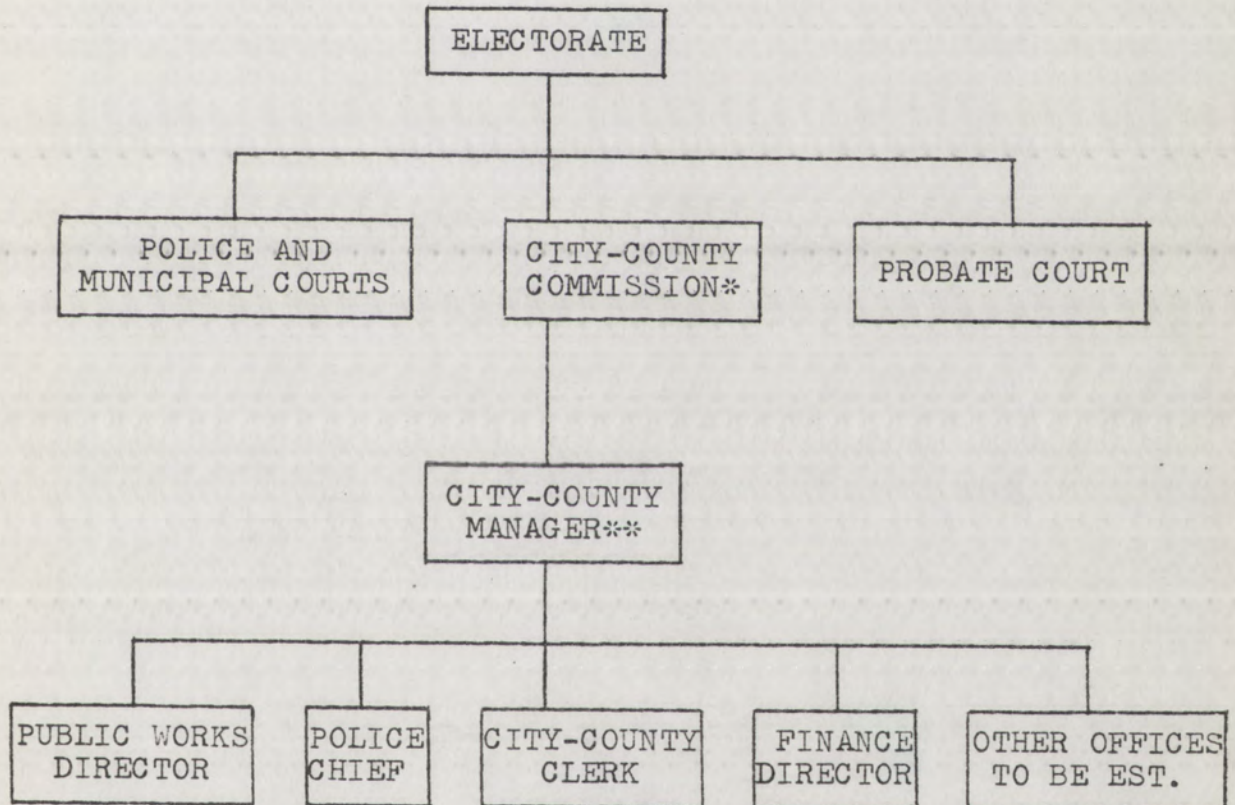 ELECTORATE
POLICE AND
MUNICIPAL COURTS
CITY-COUNTY
COMMISSION*
PROBATE COURT
CITY-COUNTY
MANAGER**
PUBLIC WORKS
DIRECTOR
POLICE
CHIEF
CITY-COUNTY
CLERK
FINANCE
DIRECTOR
OTHER OFFICES
TO BE EST.